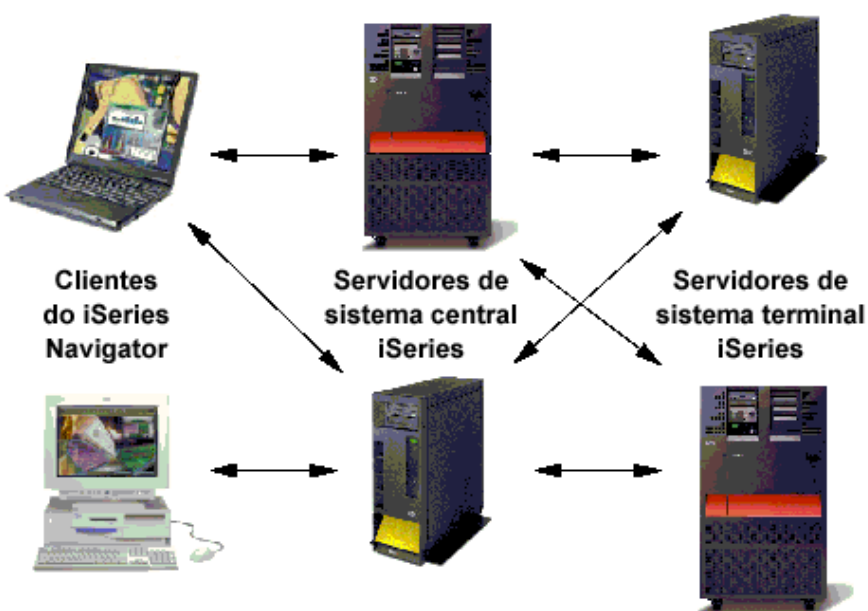 Clientes
do iSeries
Navigator
Servidores de
sistema central
iSeries
Servidores de
sistema terminal
iSeries